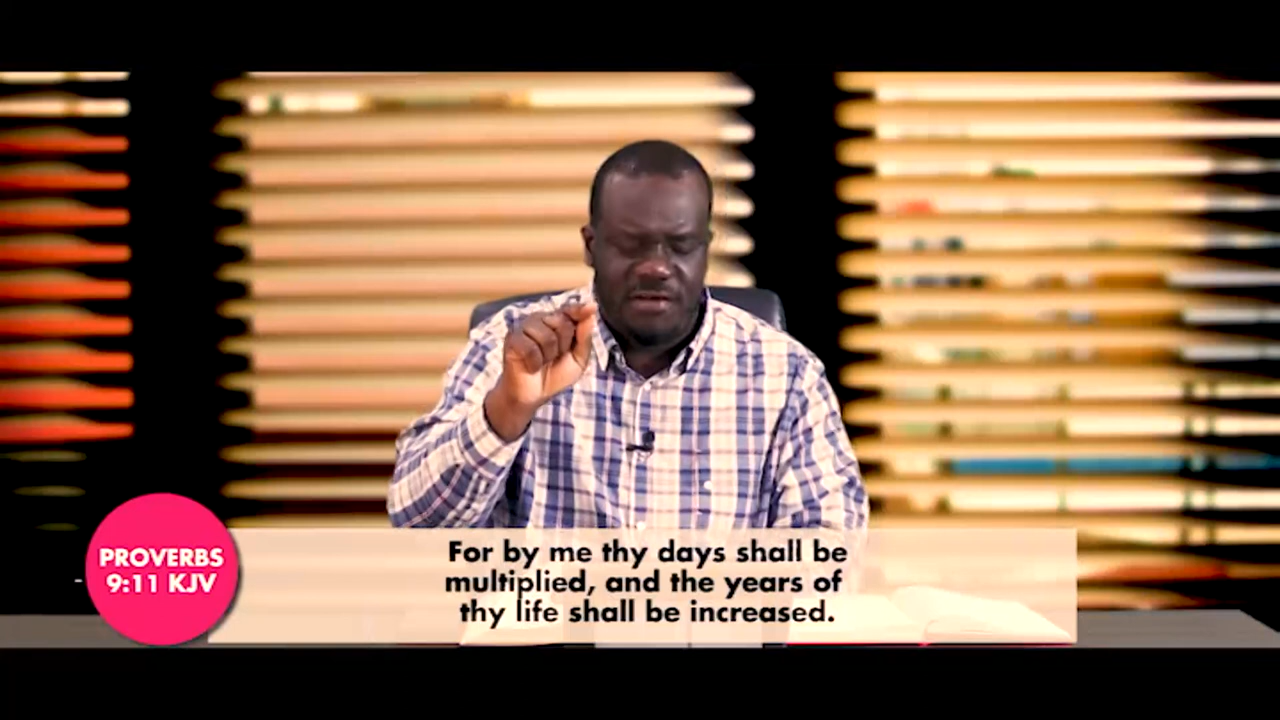 PROVERBS
9:11 KJV
For by me thy days shall be
multiplied, and the years of
thy life shall be increased.